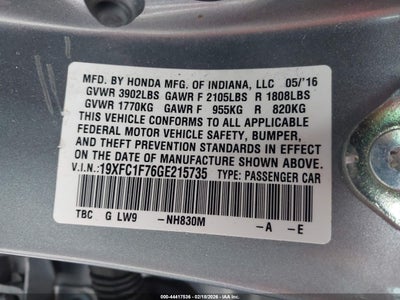 MFD. BY HONDA MFG. OF INDIANA, LLC 05/'16
GVWR 3902LBS GAWR F 2105LBS R 1808LBS
GVWR 1770KG GAWR F 955KG R 820KG
THIS VEHICLE CONFORMS TO ALL APPLICABLE
FEDERAL MOTOR VEHICLE SAFETY, BUMPER,
AND THEFT PREVENTION STANDARDS IN EFFECT
ON THE DATE OF MANUFACTURE SHOWN ABOVE.
V.I.N.:19XFC1F76GE215735 TYPE: PASSENGER CAR
TBC G LW9 -NH830M -A -E
000-44417536 - 02/18/2026 - © IAA, Inc.